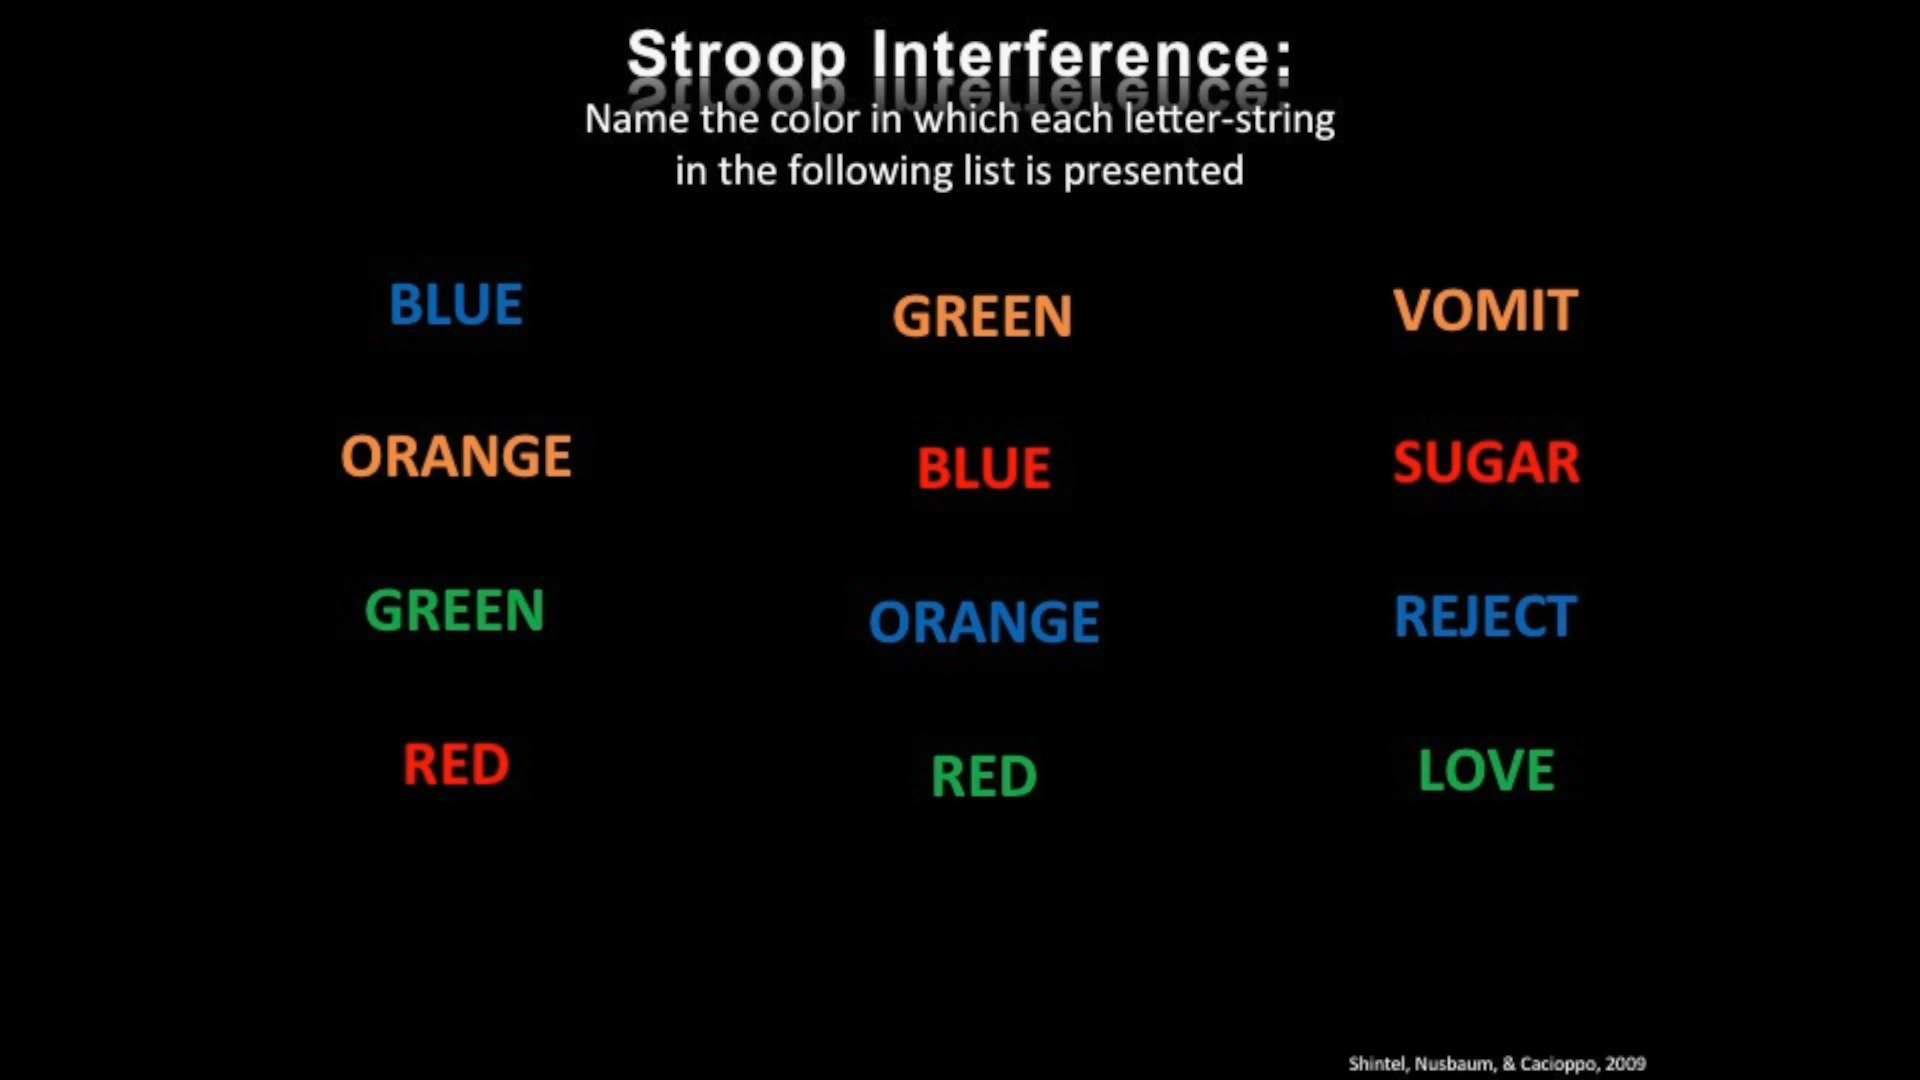 Stroop Interference:
Name the color in which each letter-string
in the following list is presented
BLUE
ORANGE
GREEN
RED
GREEN
BLUE
ORANGE
RED
VOMIT
SUGAR
REJECT
LOVE
Shintel, Nusbaum, & Cacioppo, 2009